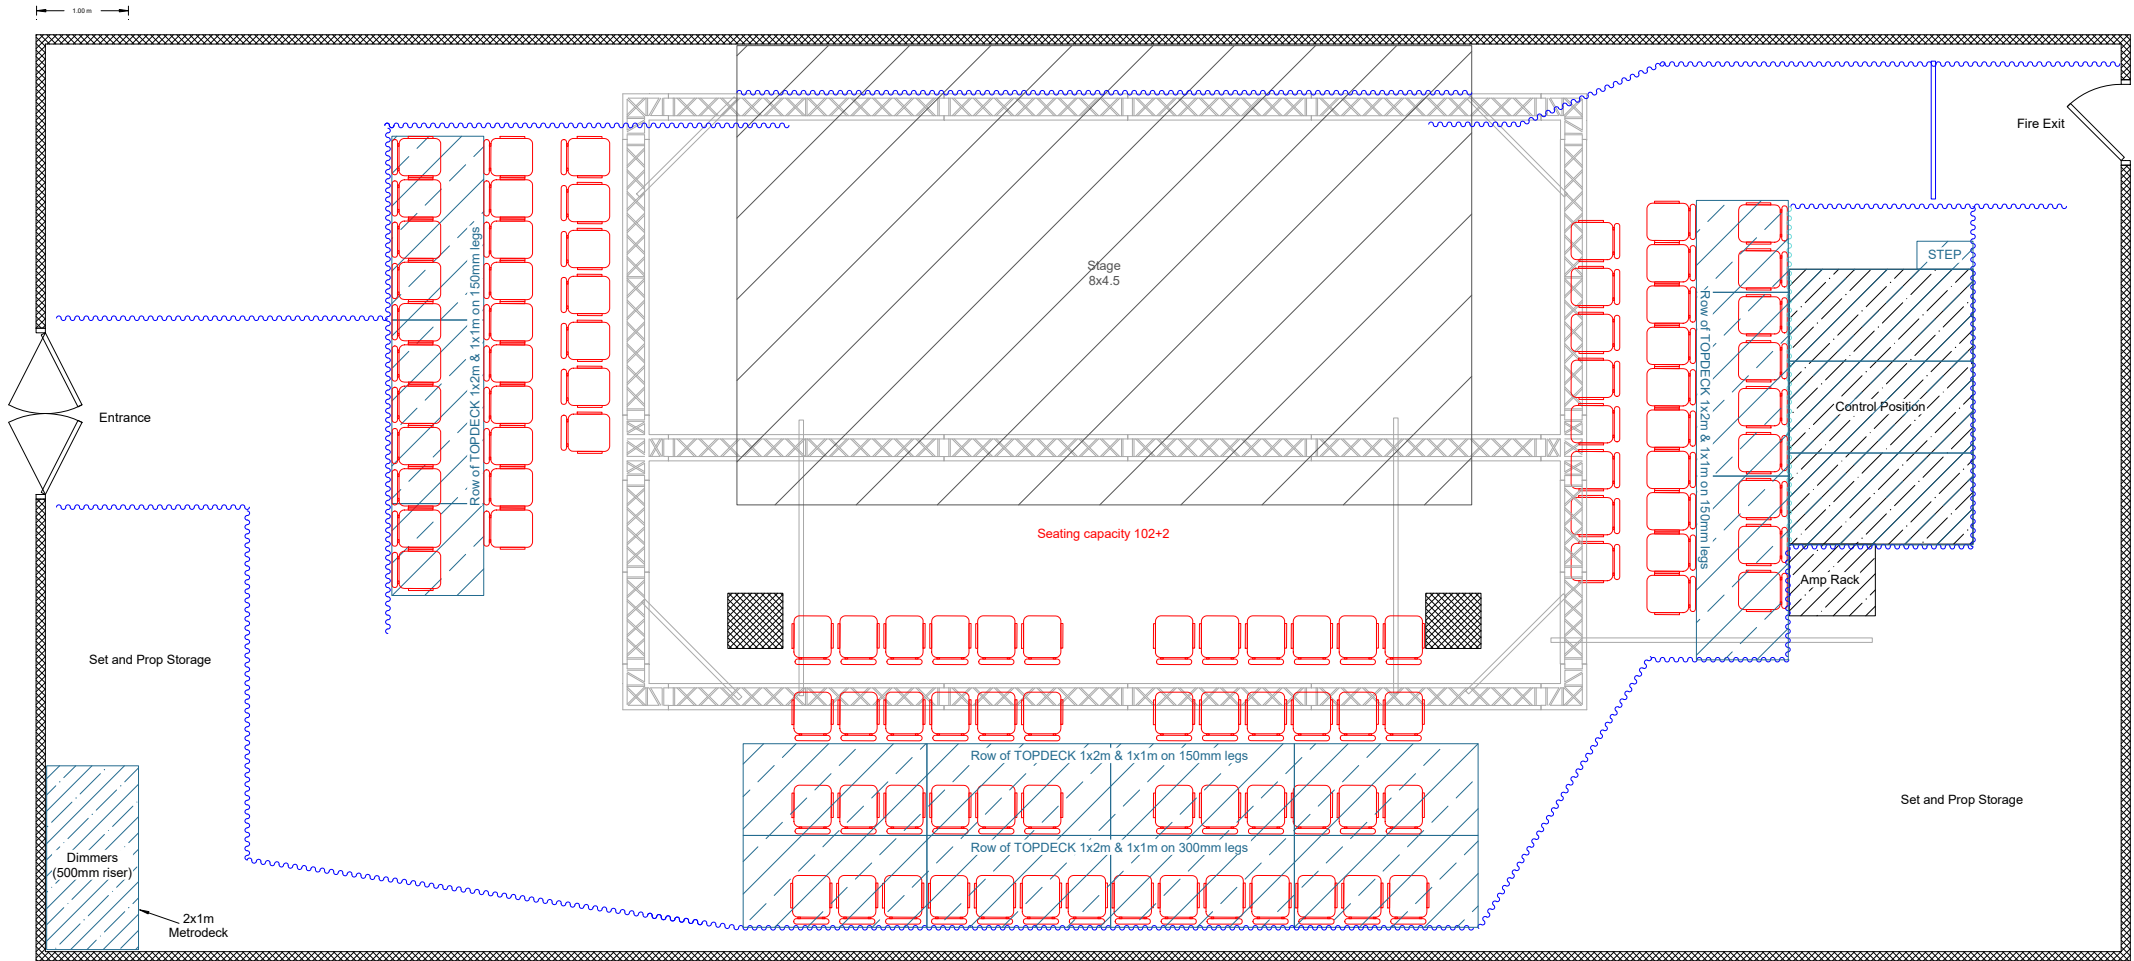 1.00 m
Fire Exit
STEP
Stage
8x4.5
Row of TOPDECK 1x2m & 1x1m on 150mm legs
Row of TOPDECK 1x2m & 1x1m on 150mm legs
Control Position
Entrance
Seating capacity 102+2
Amp Rack
Set and Prop Storage
Row of TOPDECK 1x2m & 1x1m on 150mm legs
Set and Prop Storage
Row of TOPDECK 1x2m & 1x1m on 300mm legs
Dimmers
(500mm riser)
2x1m
Metrodeck